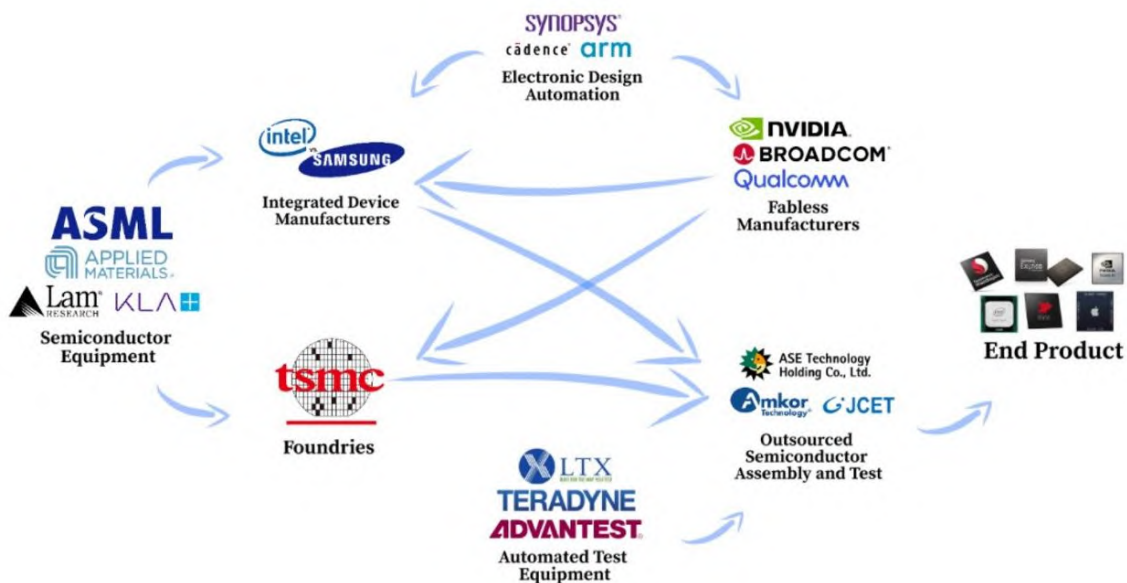 SYNOPSYS®
cādence® arm
Electronic Design
Automation
intel®
vs
SAMSUNG
Integrated Device
Manufacturers
NVIDIA.
BROADCOM®
Qualcomm
Fabless
Manufacturers
ASML
APPLIED
MATERIALS
Lam®
RESEARCH
KLA
Semiconductor
Equipment
tsmc
Foundries
ASE Technology
Holding Co., Ltd.
Amkor
Technology®
JCET
Outsourced
Semiconductor
Assembly and Test
End Product
XLTX
TERADYNE
ADVANTEST®
Automated Test
Equipment